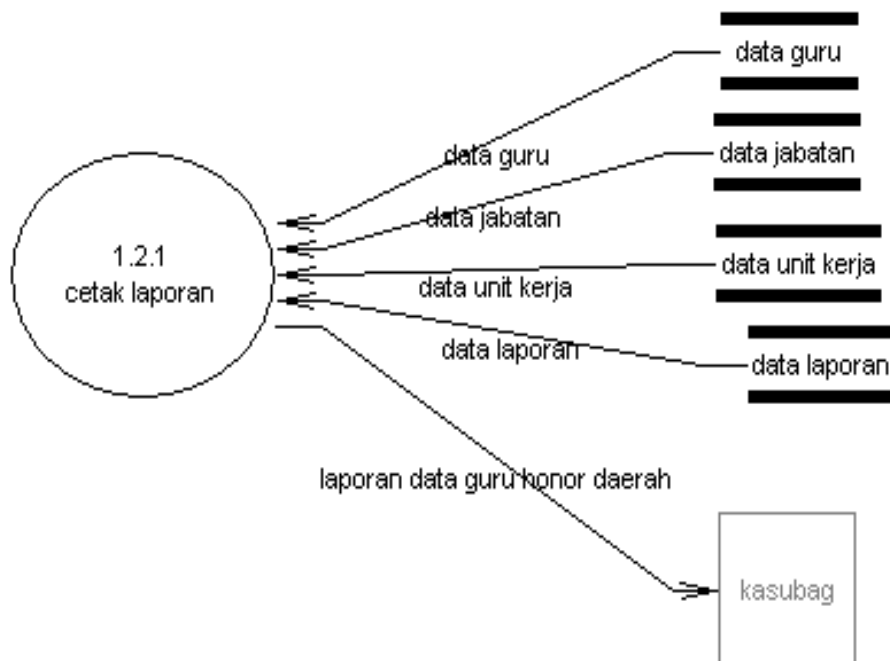 data guru
data guru
data jabatan
data jabatan
1.2.1
cetak laporan
data unit kerja
data unit kerja
data laporan
data laporan
laporan data guru honor daerah
kasubag